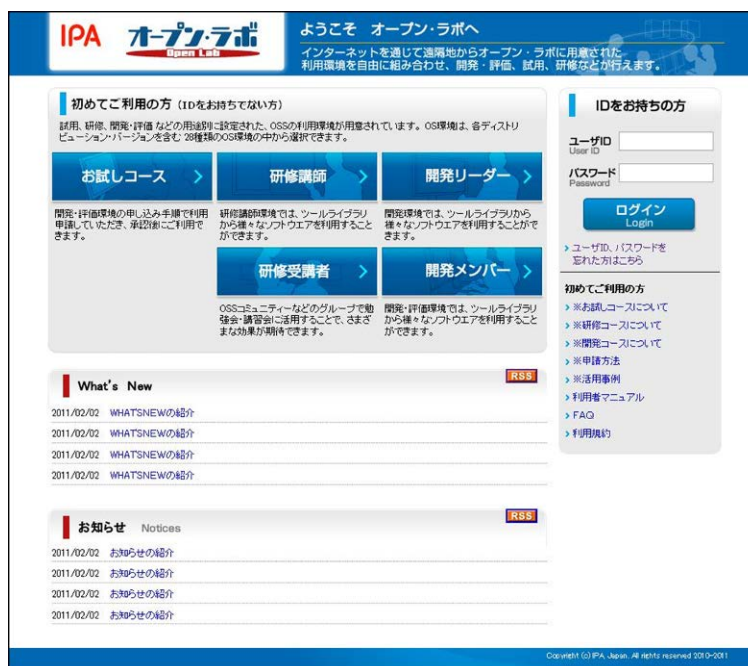 IPA
オープン・ラボ
Open Lab
ようこそ オープン・ラボへ
インターネットを通じて遠隔地からオープン・ラボに用意された
利用環境を自由に組み合わせ、開発・評価、試用、研修などが行えます。
初めてご利用の方（IDをお持ちでない方）
試用、研修、開発・評価 などの用途別に設定された、OSSの利用環境が用意されています。OS環境は、各ディストリ
ビューション・バージョンを含む 28種類のOS環境の中から選択できます。
お試しコース
研修講師
開発リーダー
開発・評価環境の申し込み手順で利用
申請していただき、承認後にご利用で
きます。
研修講師環境では、ツールライブラリ
から様々なソフトウエアを利用すること
ができます。
開発環境では、ツールライブラリから
様々なソフトウエアを利用することがで
きます。
研修受講者
開発メンバー
OSSコミュニティーなどのグループで勉
強会・講習会に活用することで、さまざ
まな効果が期待できます。
開発・評価環境では、ツールライブラリ
から様々なソフトウエアを利用すること
ができます。
What's New
RSS
2011/02/02 WHAT'SNEWの紹介
2011/02/02 WHAT'SNEWの紹介
2011/02/02 WHAT'SNEWの紹介
2011/02/02 WHAT'SNEWの紹介
お知らせ Notices
RSS
2011/02/02 お知らせの紹介
2011/02/02 お知らせの紹介
2011/02/02 お知らせの紹介
2011/02/02 お知らせの紹介
IDをお持ちの方
ユーザID
User ID
パスワード
Password
ログイン
Login
ユーザID、パスワードを
忘れた方はこちら
初めてご利用の方
※お試しコースについて
※研修コースについて
※開発コースについて
※申請方法
※活用事例
利用者マニュアル
FAQ
利用規約
Copyright (c) IPA, Japan. All rights reserved 2010-2011